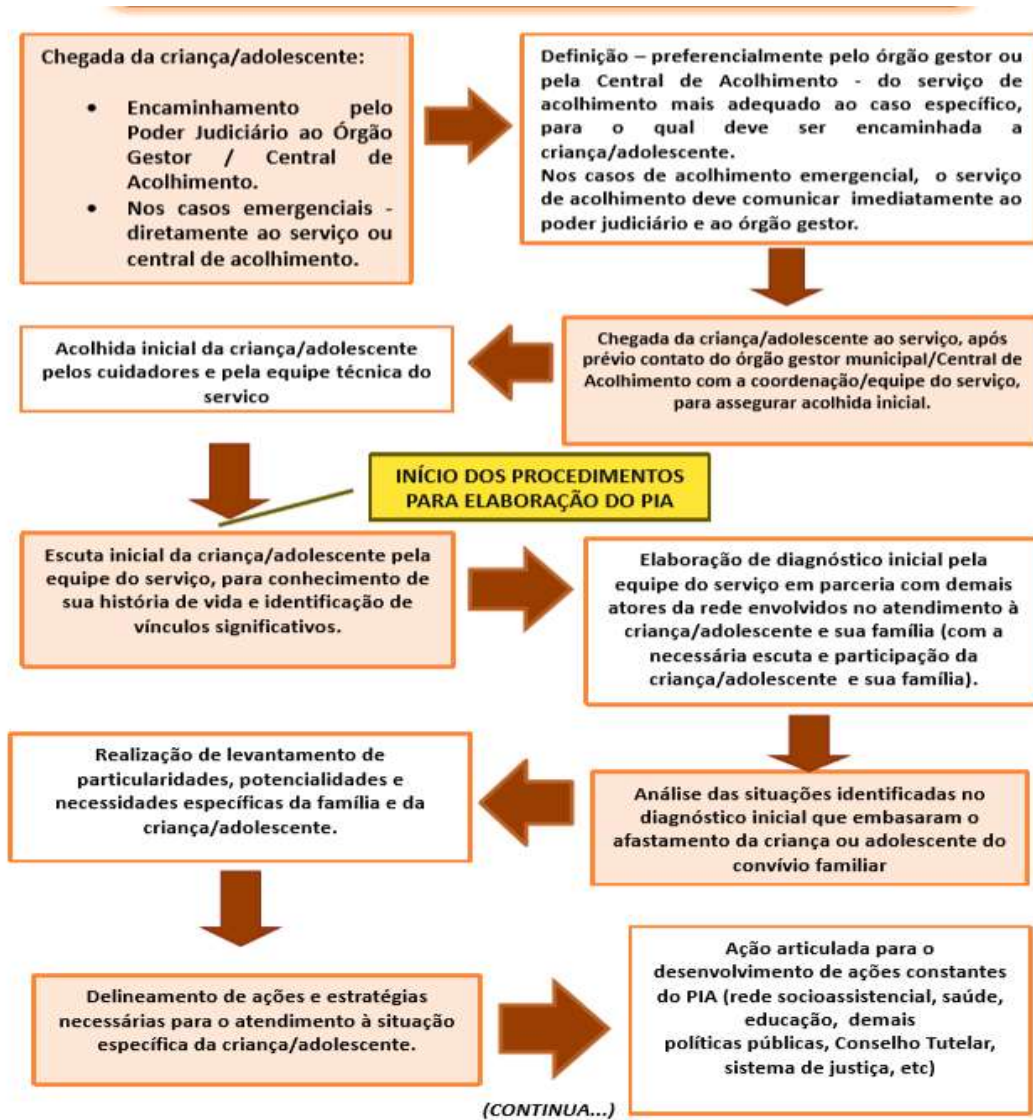 Chegada da criança/adolescente:
• Encaminhamento pelo
Poder Judiciário ao Órgão
Gestor / Central de
Acolhimento.
• Nos casos emergenciais -
diretamente ao serviço ou
central de acolhimento.
Definição – preferencialmente pelo órgão gestor ou
pela Central de Acolhimento - do serviço de
acolhimento mais adequado ao caso específico,
para o qual deve ser encaminhada a
criança/adolescente.
Nos casos de acolhimento emergencial, o serviço
de acolhimento deve comunicar imediatamente ao
poder judiciário e ao órgão gestor.
Chegada da criança/adolescente ao serviço, após
prévio contato do órgão gestor municipal/Central de
Acolhimento com a coordenação/equipe do serviço,
para assegurar acolhida inicial.
Acolhida inicial da criança/adolescente
pelos cuidadores e pela equipe técnica do
servico
INÍCIO DOS PROCEDIMENTOS
PARA ELABORAÇÃO DO PIA
Escuta inicial da criança/adolescente pela
equipe do serviço, para conhecimento de
sua história de vida e identificação de
vínculos significativos.
Elaboração de diagnóstico inicial pela
equipe do serviço em parceria com demais
atores da rede envolvidos no atendimento à
criança/adolescente e sua família (com a
necessária escuta e participação da
criança/adolescente e sua família).
Análise das situações identificadas no
diagnóstico inicial que embasaram o
afastamento da criança ou adolescente do
convívio familiar
Realização de levantamento de
particularidades, potencialidades e
necessidades específicas da família e da
criança/adolescente.
Delineamento de ações e estratégias
necessárias para o atendimento à situação
específica da criança/adolescente.
Ação articulada para o
desenvolvimento de ações constantes
do PIA (rede socioassistencial, saúde,
educação, demais
políticas públicas, Conselho Tutelar,
sistema de justiça, etc)
(CONTINUA...)